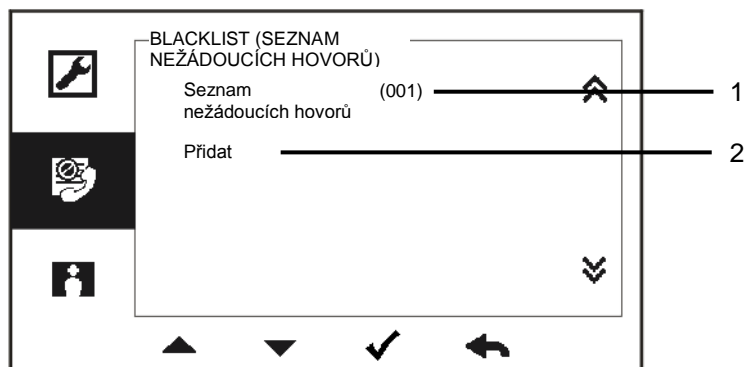 BLACKLIST (SEZNAM
NEŽÁDOUCÍCH HOVORŮ)
Seznam (001) 1
nežádoucích hovorů
Přidat 2